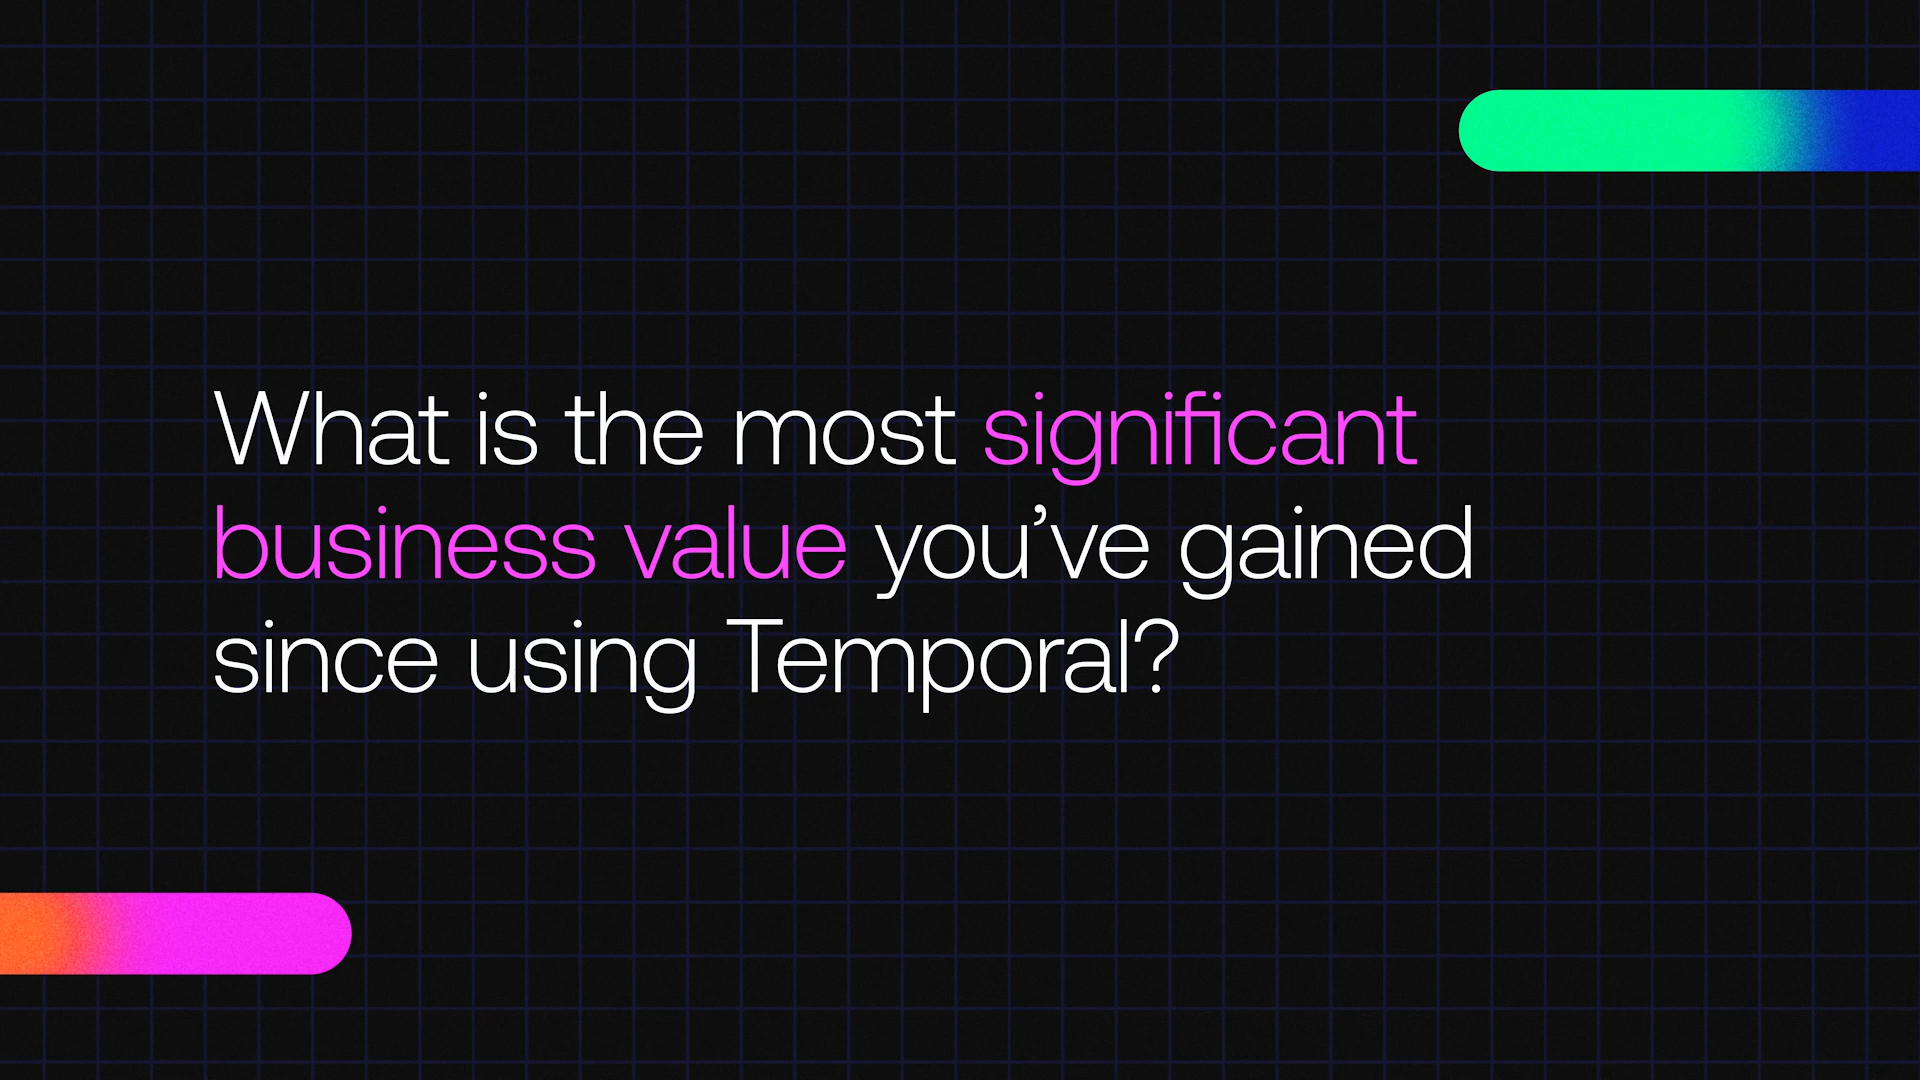 What is the most significant
business value you’ve gained
since using Temporal?